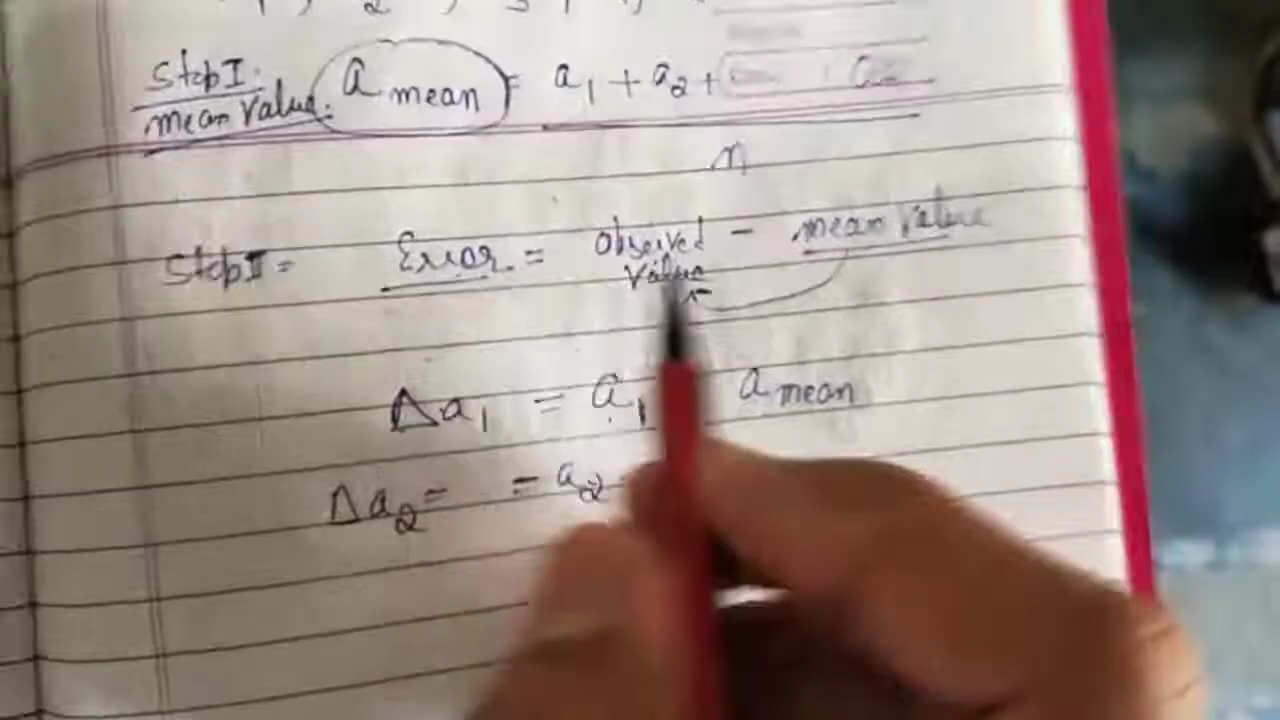 Step I. a mean = a1 + a2 +
mean value.
n
Step II = Error = Observed value - mean value
Δa1 = a1 a mean
Δa2 = = a2 -